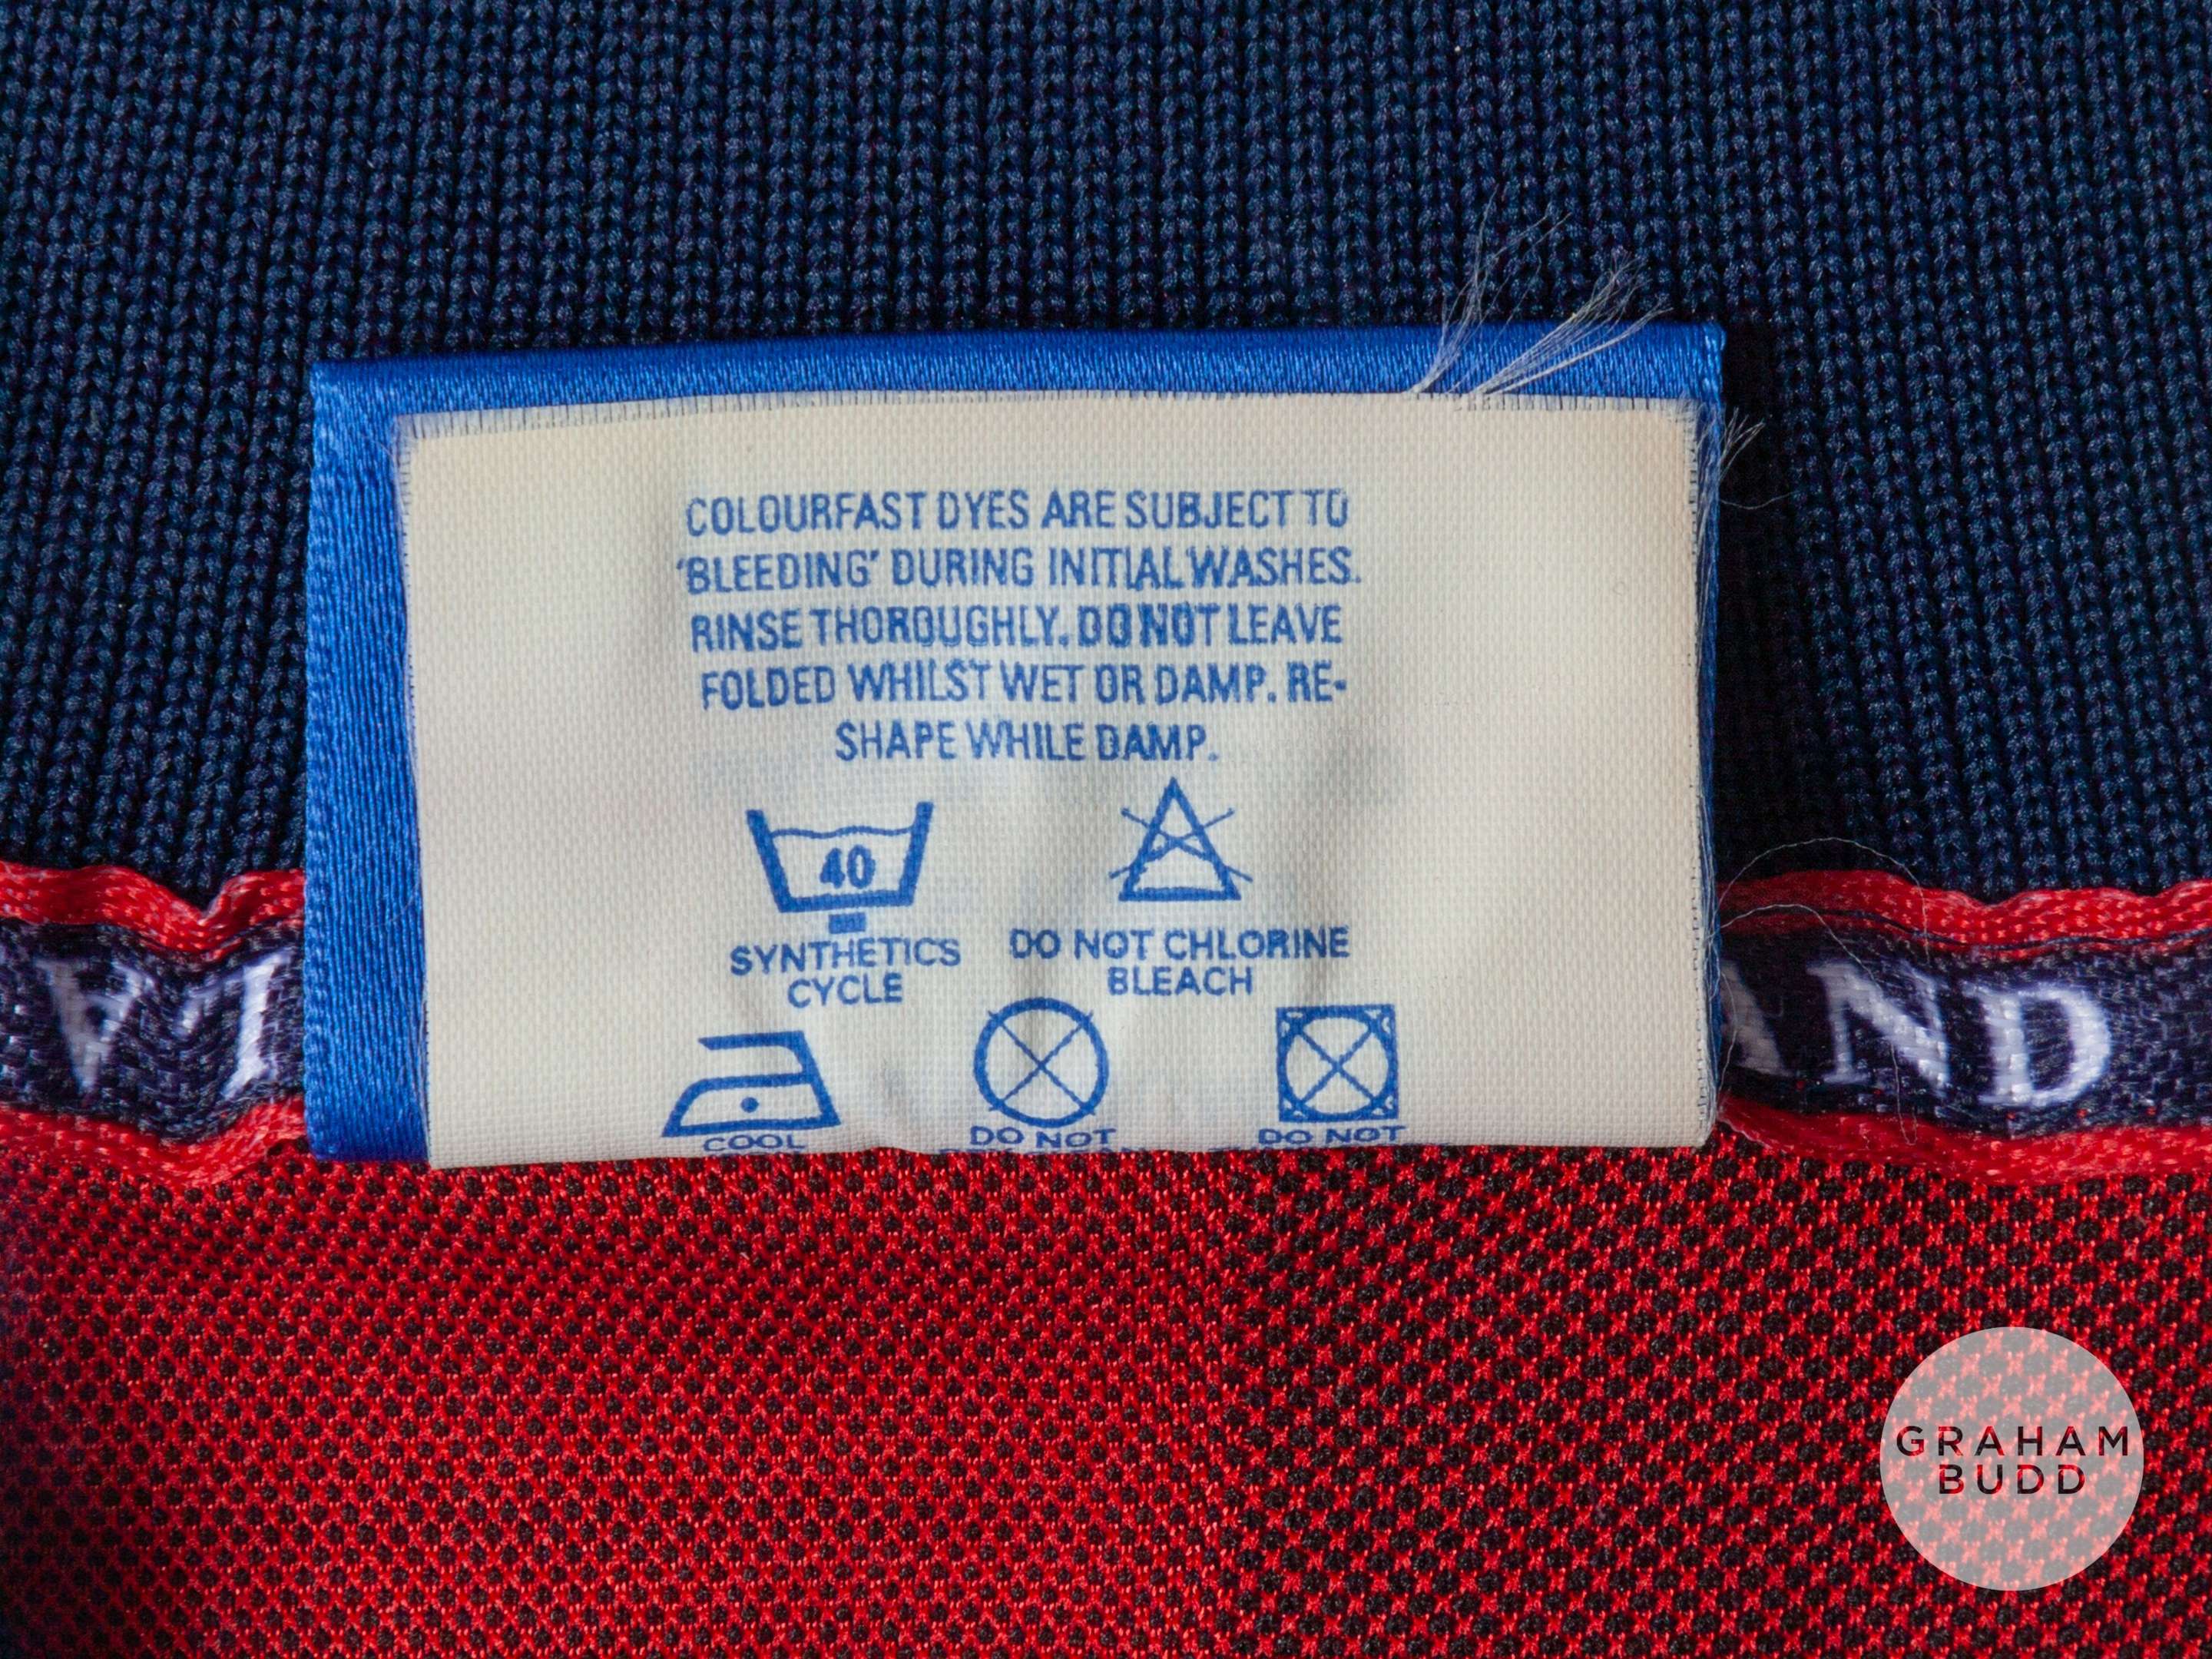 COLOURFAST DYES ARE SUBJECT TO
'BLEEDING' DURING INITIAL WASHES.
RINSE THOROUGHLY. DO NOT LEAVE
FOLDED WHILST WET OR DAMP. RE-
SHAPE WHILE DAMP.
40
SYNTHETICS
CYCLE
DO NOT CHLORINE
BLEACH
COOL
DO NOT
DO NOT
AND
GRAHAM
BUDD